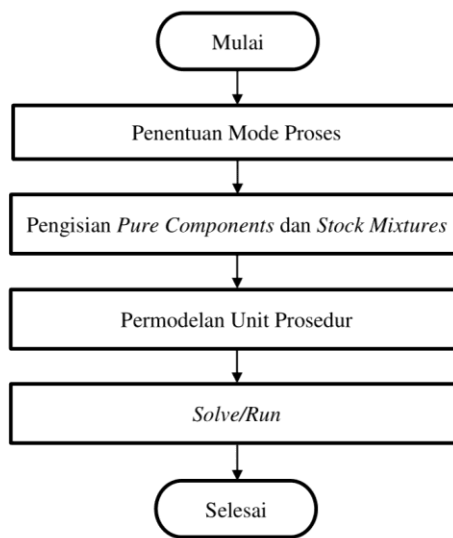 Mulai
Penentuan Mode Proses
Pengisian Pure Components dan Stock Mixtures
Permodelan Unit Prosedur
Solve/Run
Selesai